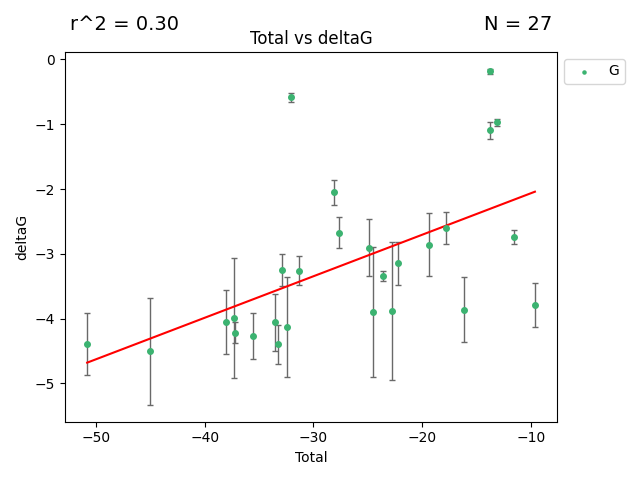 r^2 = 0.30
N = 27
Total vs deltaG
G
0
−1
−2
−3
−4
−5
deltaG
−50
−40
−30
−20
−10
Total